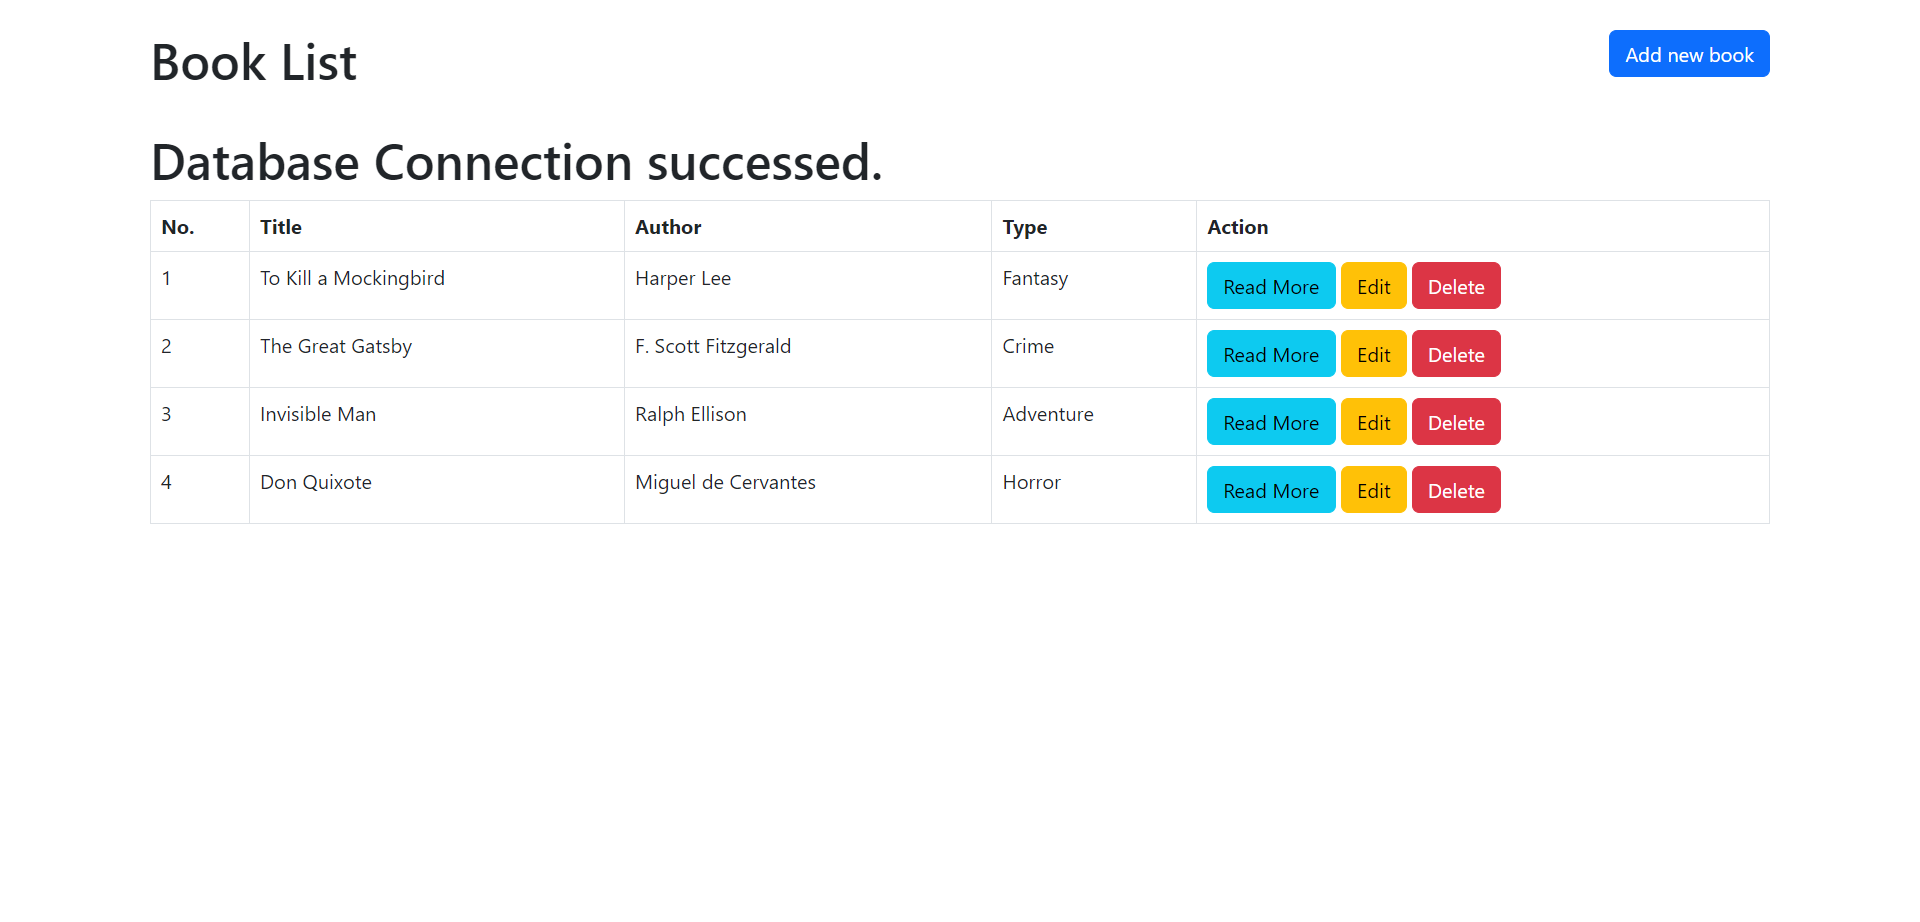 Book List
Add new book
Database Connection successed.
No. Title Author Type Action
1 To Kill a Mockingbird Harper Lee Fantasy Read More Edit Delete
2 The Great Gatsby F. Scott Fitzgerald Crime Read More Edit Delete
3 Invisible Man Ralph Ellison Adventure Read More Edit Delete
4 Don Quixote Miguel de Cervantes Horror Read More Edit Delete